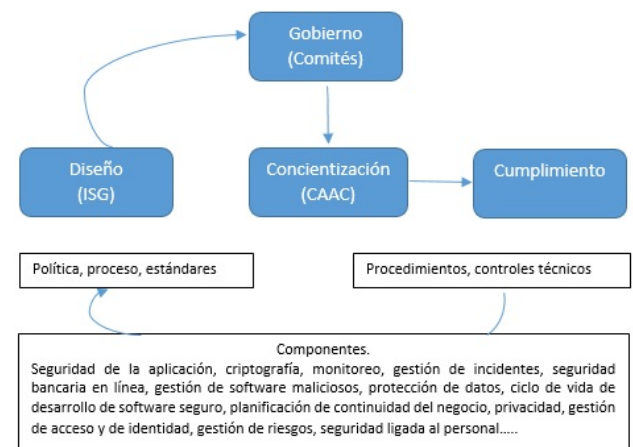 Gobierno
(Comités)
Diseño
(ISG)
Concientización
(CAAC)
Cumplimiento
Política, proceso, estándares
Procedimientos, controles técnicos
Componentes.
Seguridad de la aplicación, criptografía, monitoreo, gestión de incidentes, seguridad
bancaria en línea, gestión de software maliciosos, protección de datos, ciclo de vida de
desarrollo de software seguro, planificación de continuidad del negocio, privacidad, gestión
de acceso y de identidad, gestión de riesgos, seguridad ligada al personal.....